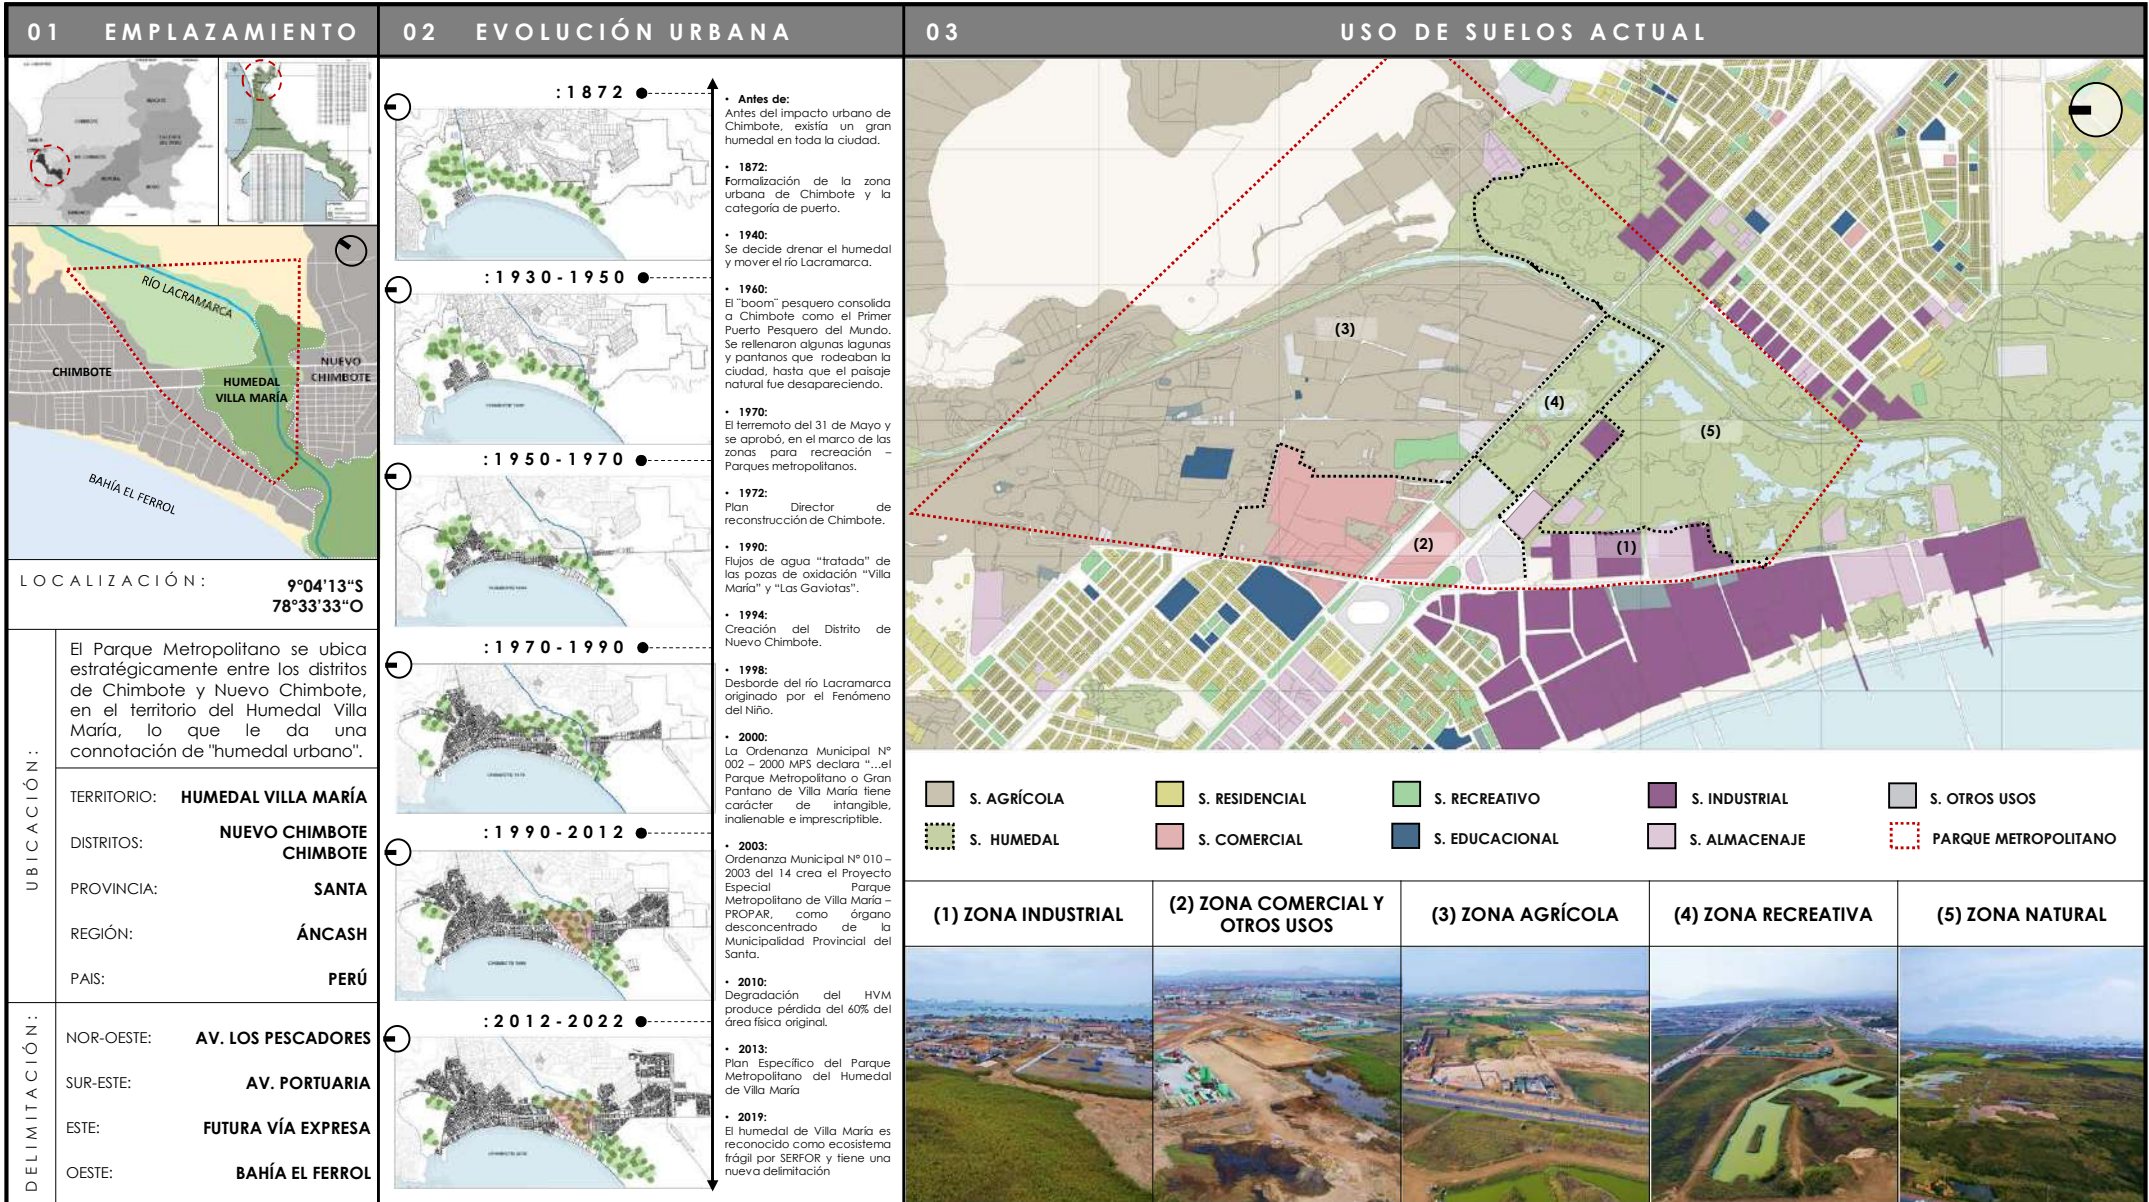 01 EMPLAZAMIENTO
02 EVOLUCIÓN URBANA
03 USO DE SUELOS ACTUAL
RÍO LACRAMARCA
CHIMBOTE
NUEVO
CHIMBOTE
HUMEDAL
VILLA MARÍA
BAHÍA EL FERROL
LOCALIZACIÓN:
9°04'13“S
78°33'33“O
UBICACIÓN:
El Parque Metropolitano se ubica
estratégicamente entre los distritos
de Chimbote y Nuevo Chimbote,
en el territorio del Humedal Villa
María, lo que le da una
connotación de "humedal urbano".
TERRITORIO: HUMEDAL VILLA MARÍA
DISTRITOS: NUEVO CHIMBOTE
CHIMBOTE
PROVINCIA: SANTA
REGIÓN: ÁNCASH
PAIS: PERÚ
DELIMITACIÓN:
NOR-OESTE: AV. LOS PESCADORES
SUR-ESTE: AV. PORTUARIA
ESTE: FUTURA VÍA EXPRESA
OESTE: BAHÍA EL FERROL
:1872
:1930-1950
:1950-1970
:1970-1990
:1990-2012
:2012-2022
• Antes de:
Antes del impacto urbano de
Chimbote, existía un gran
humedal en toda la ciudad.
• 1872:
Formalización de la zona
urbana de Chimbote y la
categoría de puerto.
• 1940:
Se decide drenar el humedal
y mover el río Lacramarca.
• 1960:
El ¨boom¨ pesquero consolida
a Chimbote como el Primer
Puerto Pesquero del Mundo.
Se rellenaron algunas lagunas
y pantanos que rodeaban la
ciudad, hasta que el paisaje
natural fue desapareciendo.
• 1970:
El terremoto del 31 de Mayo y
se aprobó, en el marco de las
zonas para recreación –
Parques metropolitanos.
• 1972:
Plan Director de
reconstrucción de Chimbote.
• 1990:
Flujos de agua “tratada” de
las pozas de oxidación “Villa
María” y “Las Gaviotas”.
• 1994:
Creación del Distrito de
Nuevo Chimbote.
• 1998:
Desborde del río Lacramarca
originado por el Fenómeno
del Niño.
• 2000:
La Ordenanza Municipal N°
002 – 2000 MPS declara “…el
Parque Metropolitano o Gran
Pantano de Villa María tiene
carácter de intangible,
inalienable e imprescriptible.
• 2003:
Ordenanza Municipal N° 010 –
2003 del 14 crea el Proyecto
Especial Parque
Metropolitano de Villa María –
PROPAR, como órgano
desconcentrado de la
Municipalidad Provincial del
Santa.
• 2010:
Degradación del HVM
produce pérdida del 60% del
área física original.
• 2013:
Plan Específico del Parque
Metropolitano del Humedal
de Villa María
• 2019:
El humedal de Villa María es
reconocido como ecosistema
frágil por SERFOR y tiene una
nueva delimitación
(3)
(4)
(5)
(2)
(1)
S. AGRÍCOLA
S. RESIDENCIAL
S. RECREATIVO
S. INDUSTRIAL
S. OTROS USOS
S. HUMEDAL
S. COMERCIAL
S. EDUCACIONAL
S. ALMACENAJE
PARQUE METROPOLITANO
(1) ZONA INDUSTRIAL
(2) ZONA COMERCIAL Y
OTROS USOS
(3) ZONA AGRÍCOLA
(4) ZONA RECREATIVA
(5) ZONA NATURAL